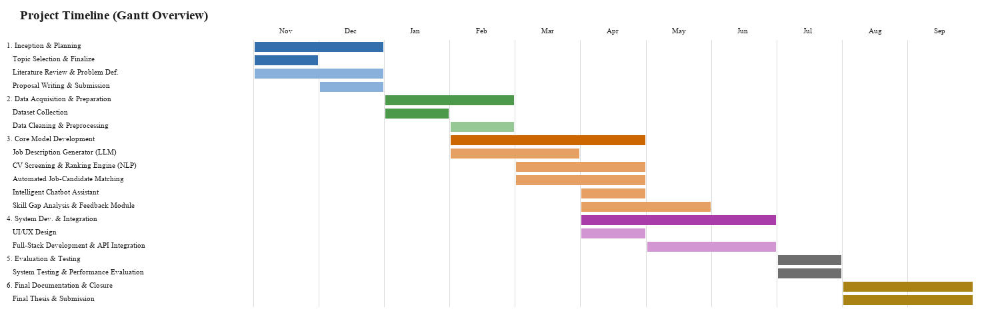 Project Timeline (Gantt Overview)
Nov Dec Jan Feb Mar Apr May Jun Jul Aug Sep
1. Inception & Planning
Topic Selection & Finalize
Literature Review & Problem Def.
Proposal Writing & Submission
2. Data Acquisition & Preparation
Dataset Collection
Data Cleaning & Preprocessing
3. Core Model Development
Job Description Generator (LLM)
CV Screening & Ranking Engine (NLP)
Automated Job-Candidate Matching
Intelligent Chatbot Assistant
Skill Gap Analysis & Feedback Module
4. System Dev. & Integration
UI/UX Design
Full-Stack Development & API Integration
5. Evaluation & Testing
System Testing & Performance Evaluation
6. Final Documentation & Closure
Final Thesis & Submission